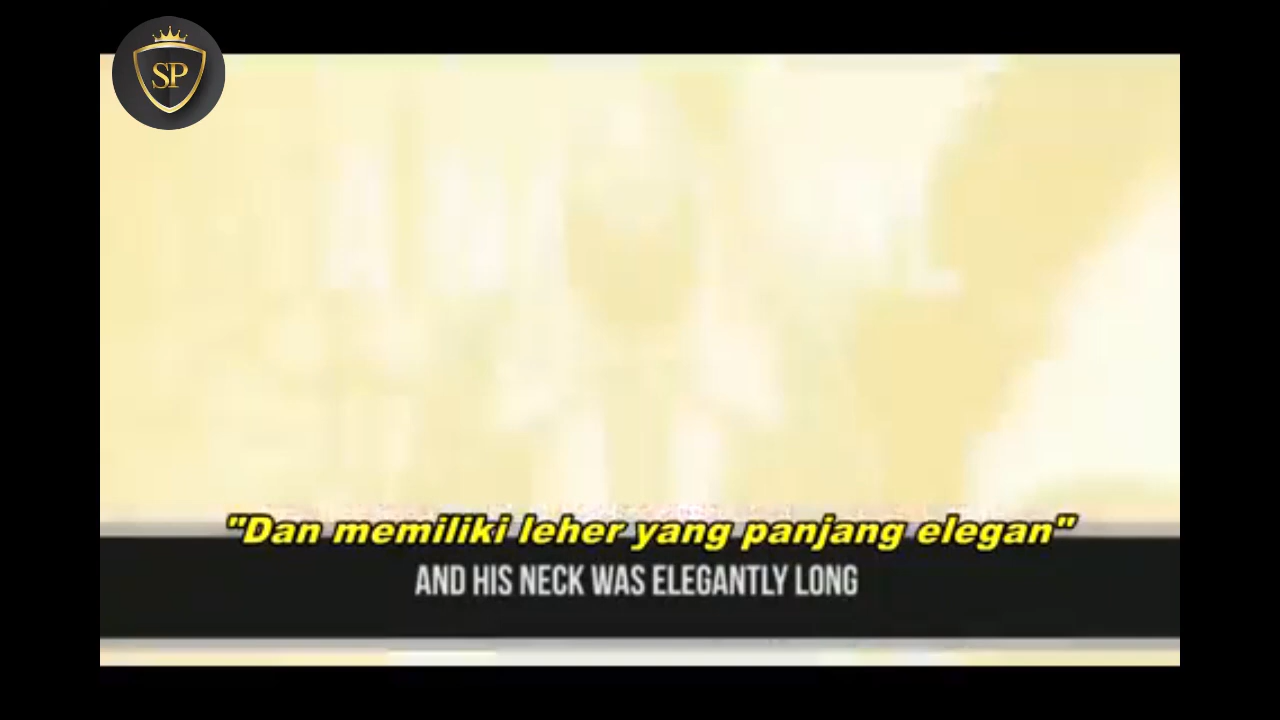 SP
"Dan memiliki leher yang panjang elegan"
AND HIS NECK WAS ELEGANTLY LONG